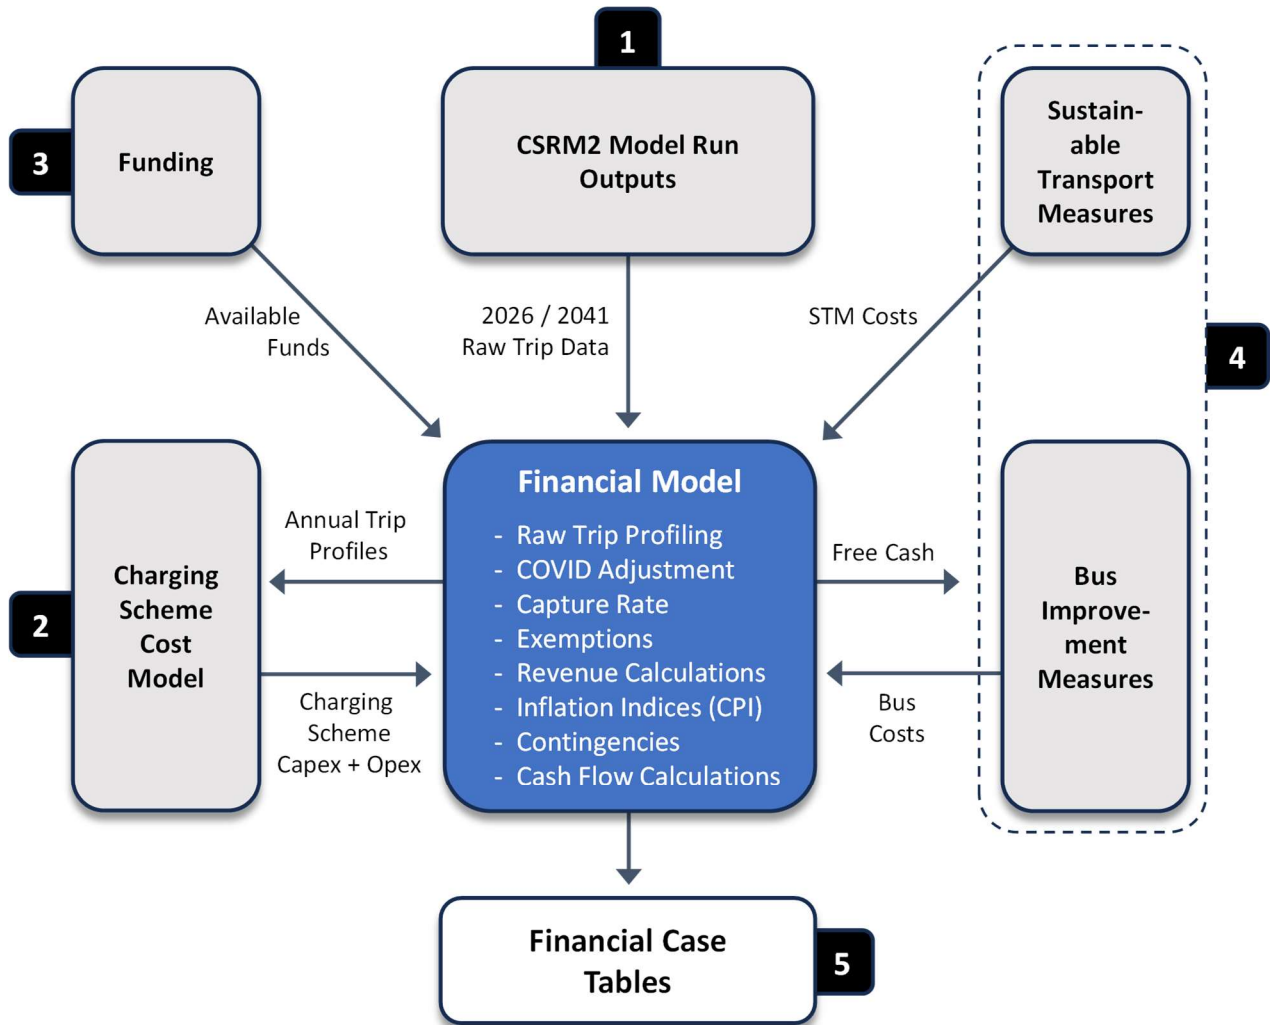 1
CSRM2 Model Run
Outputs
3
Funding
Sustain-
able
Transport
Measures
4
Available
Funds
2026 / 2041
Raw Trip Data
STM Costs
Financial Model
- Raw Trip Profiling
- COVID Adjustment
- Capture Rate
- Exemptions
- Revenue Calculations
- Inflation Indices (CPI)
- Contingencies
- Cash Flow Calculations
Annual Trip
Profiles
2
Charging
Scheme
Cost
Model
Charging
Scheme
Capex + Opex
Free Cash
Bus
Costs
Bus
Improve-
ment
Measures
Financial Case
Tables
5